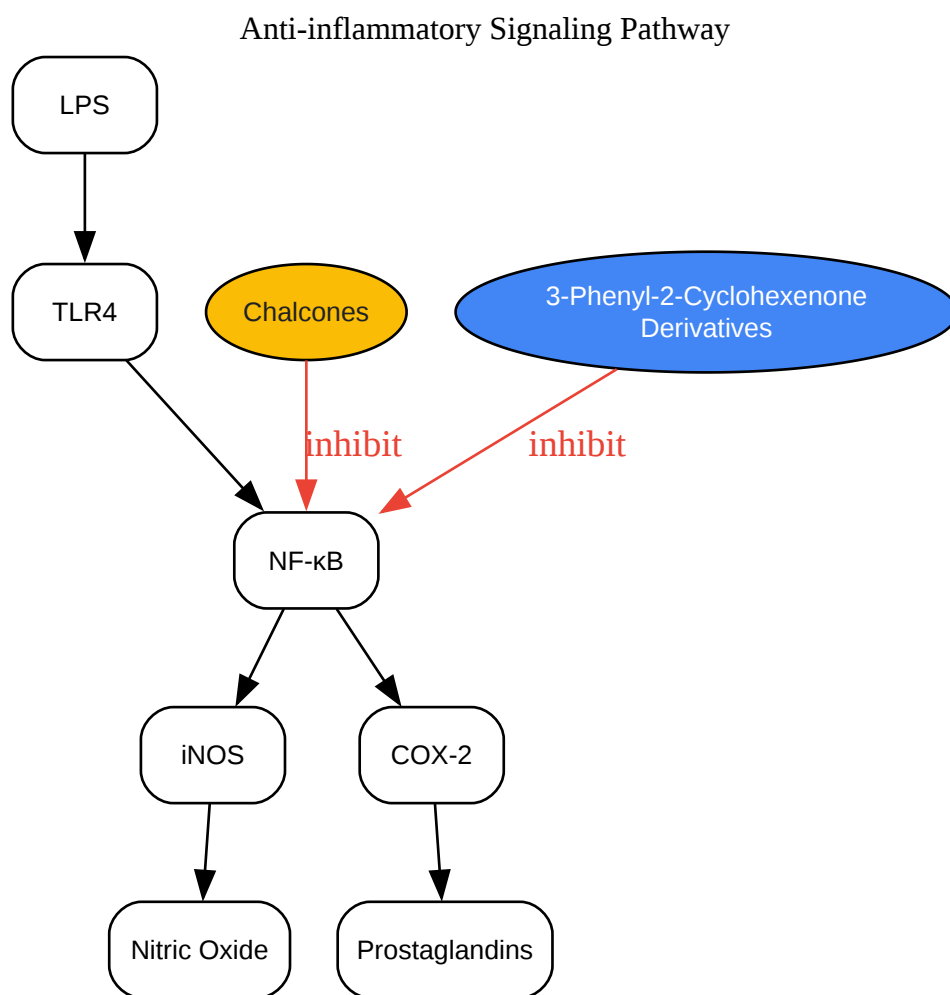 Anti-inflammatory Signaling Pathway
LPS
TLR4
Chalcones
3-Phenyl-2-Cyclohexenone
Derivatives
inhibit
inhibit
NF-κB
iNOS
COX-2
Nitric Oxide
Prostaglandins